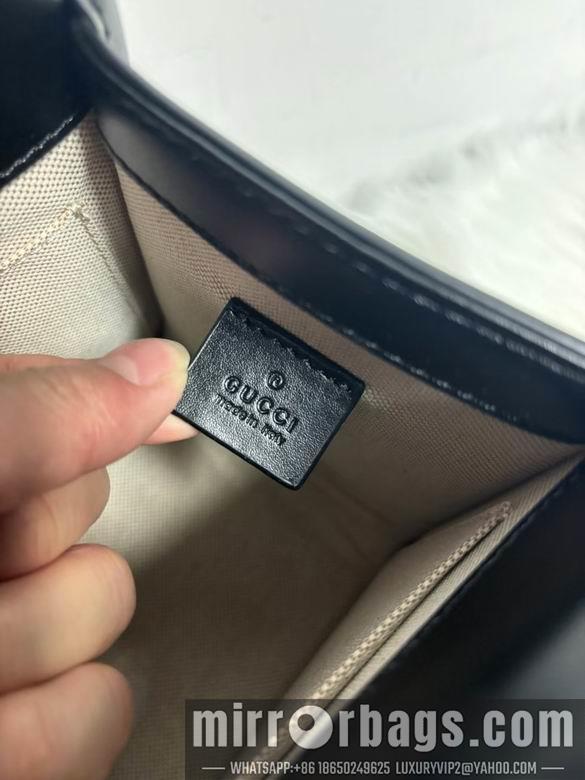 ®
GUCCI
made in italy
mirrorbags.com
WHATSAPP:+86 18650249625 LUXURYVIP2@YAHOO.COM